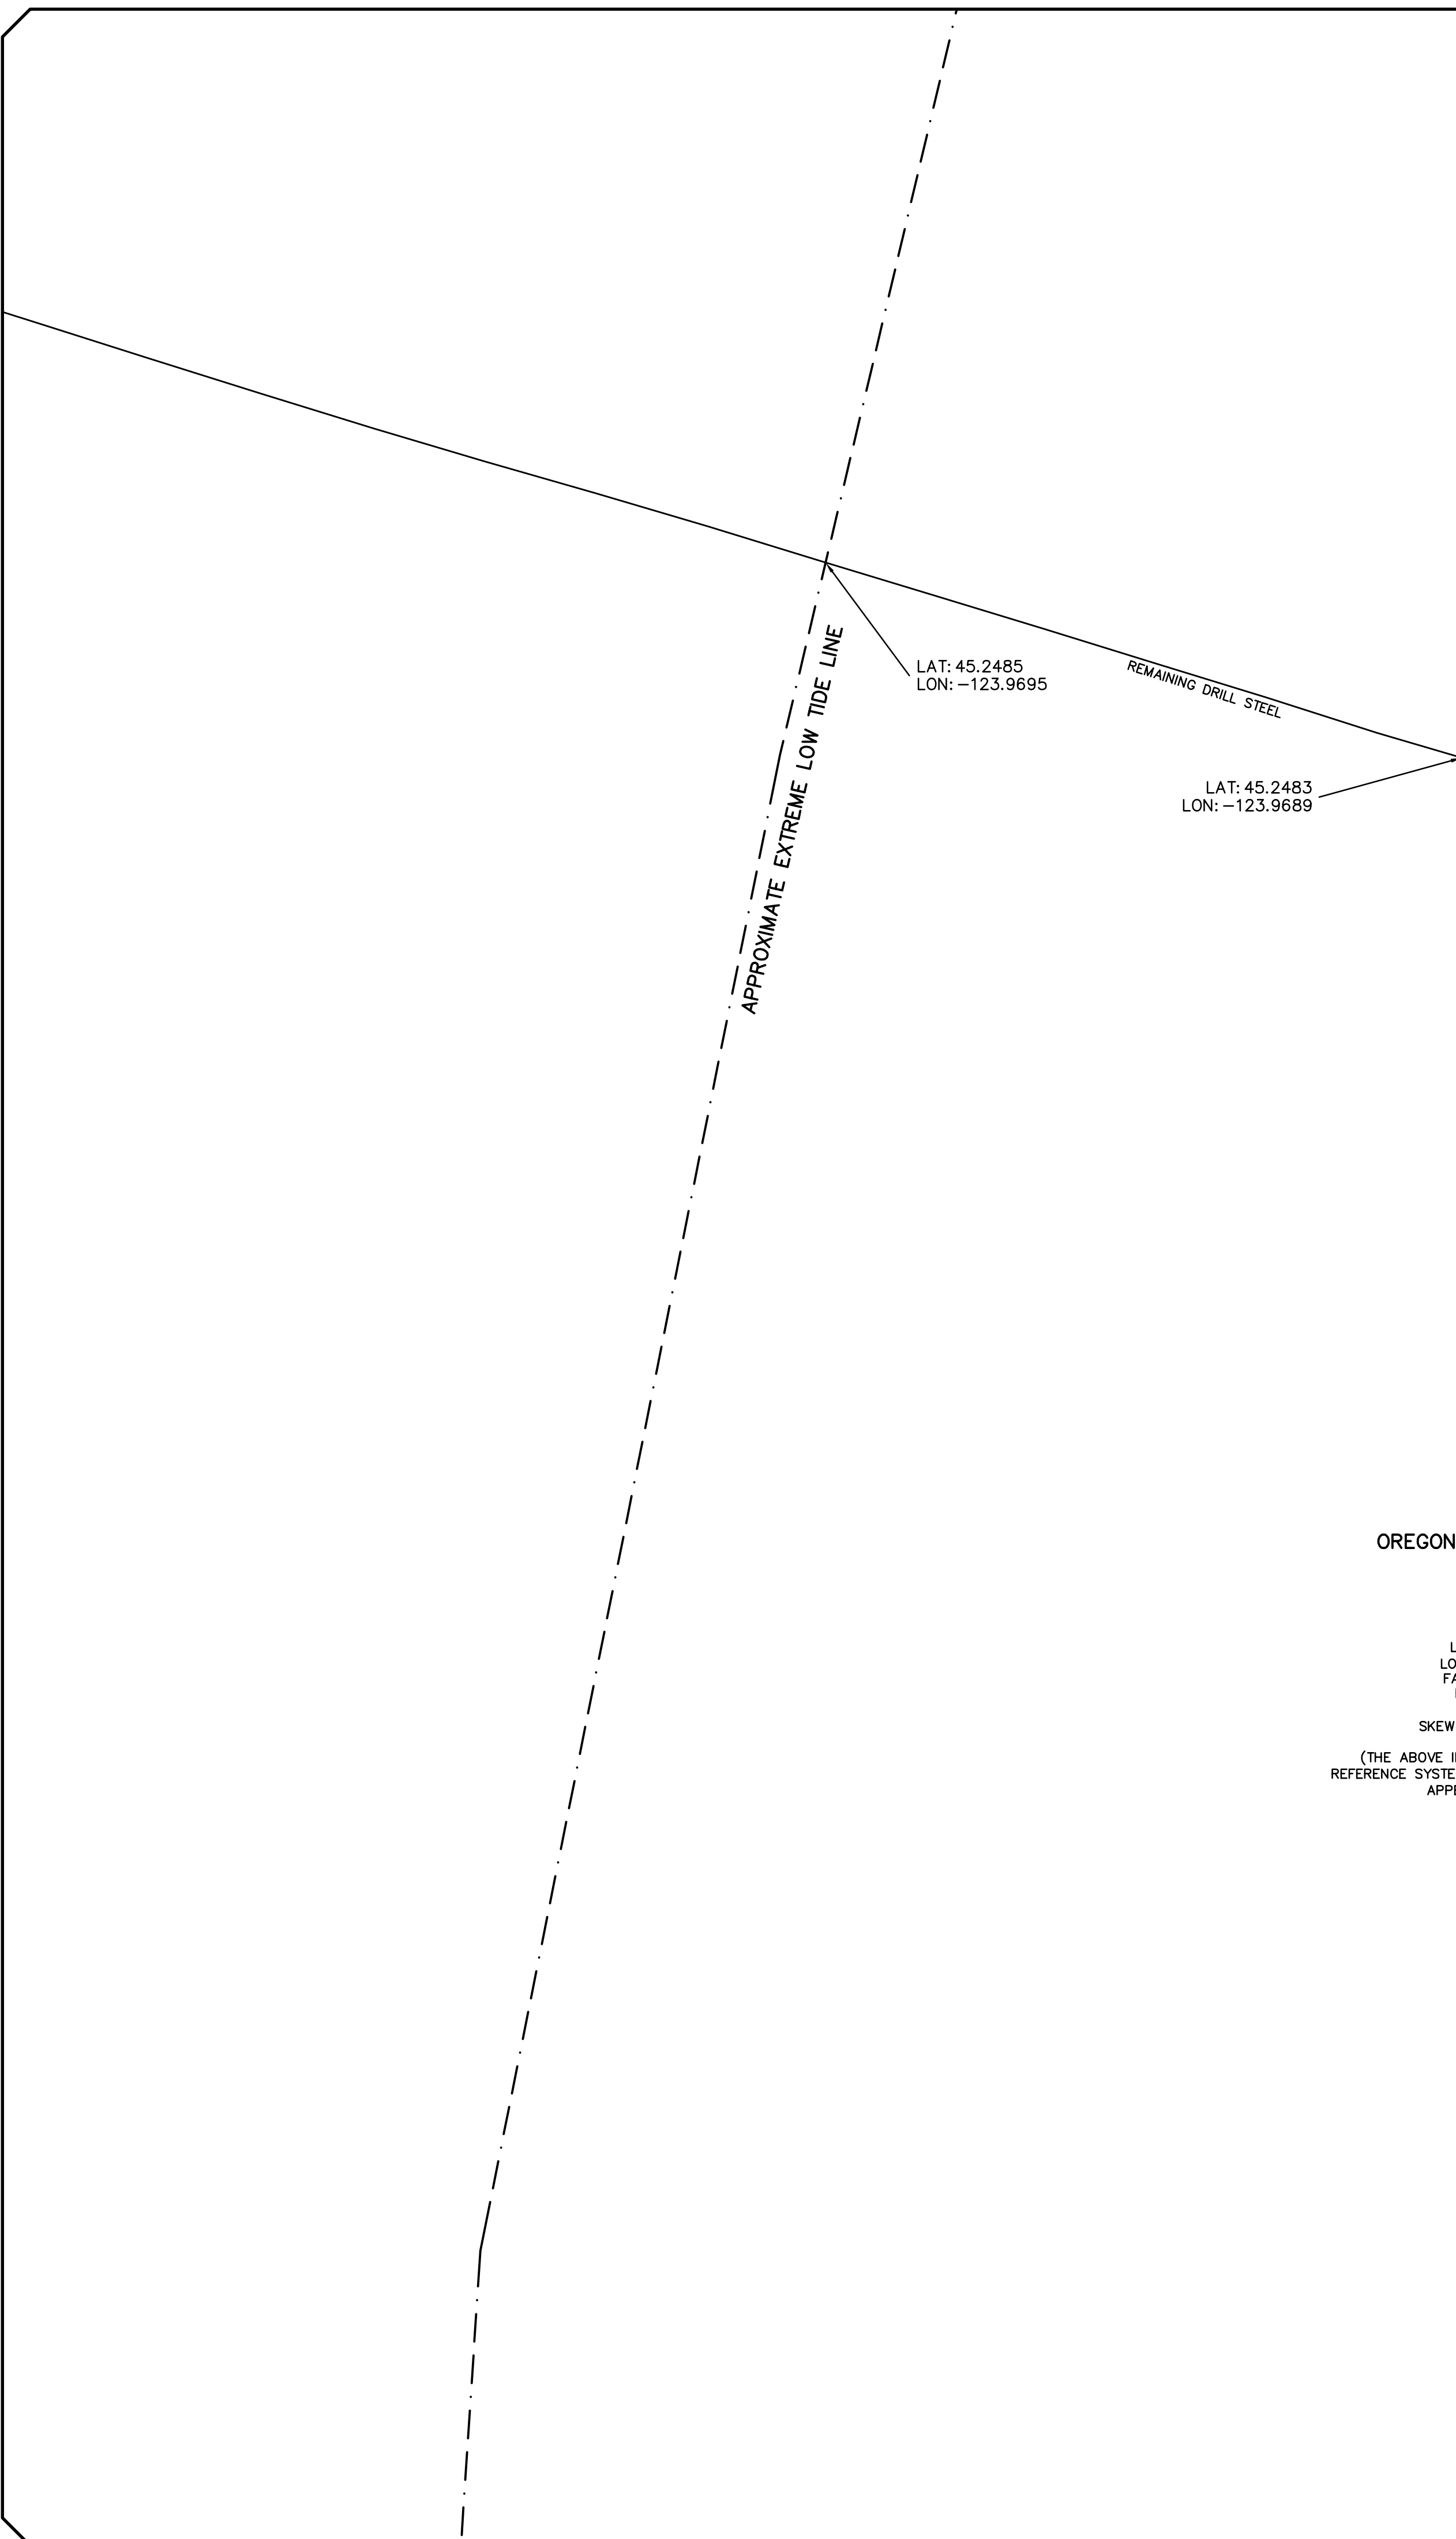 LAT: 45.2485
LON: -123.9695
REMAINING DRILL STEEL
LAT: 45.2483
LON: -123.9689
APPROXIMATE EXTREME LOW TIDE LINE
OREGON
SKEW
(THE ABOVE
REFERENCE